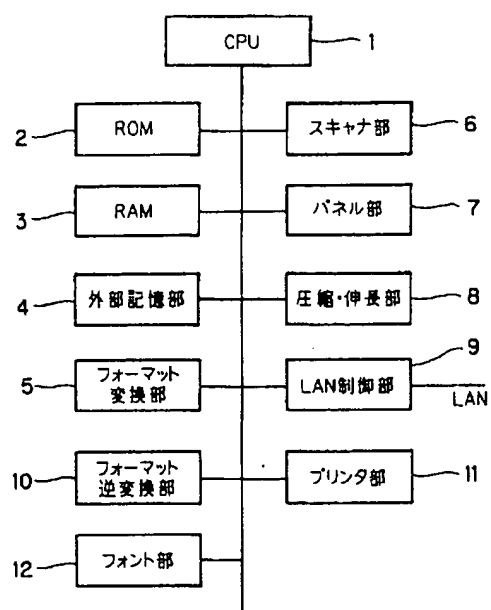 CPU
1
2
ROM
スキャナ部
6
3
RAM
パネル部
7
4
外部記憶部
圧縮・伸長部
8
9
5
フォーマット
変換部
LAN制御部
LAN
10
フォーマット
逆変換部
プリンタ部
11
12
フォント部